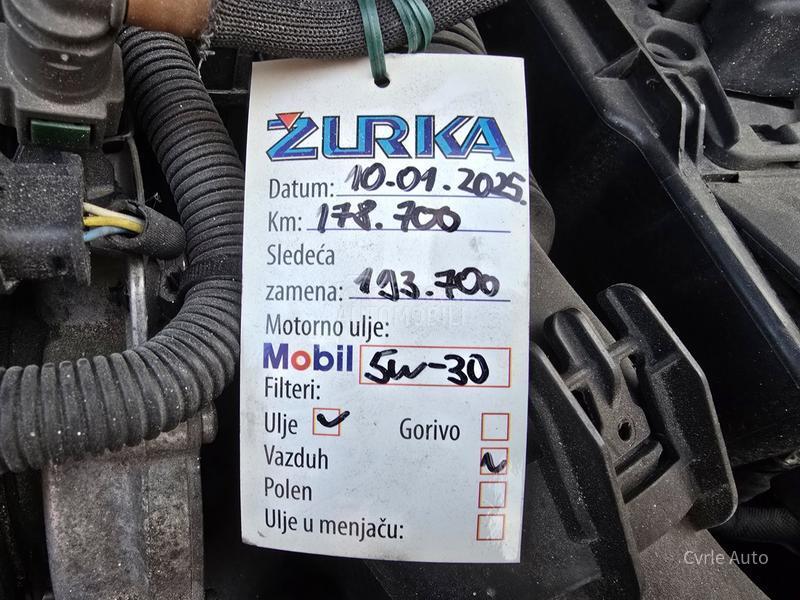 ŽURKA
Datum: 10.01.2025.
Km: 178.700
Sledeća
zamena: 193.700
Motorno ulje:
Mobil 5w-30
Filteri:
Ulje Gorivo
Vazduh
Polen
Ulje u menjaču:
Cvrle Auto